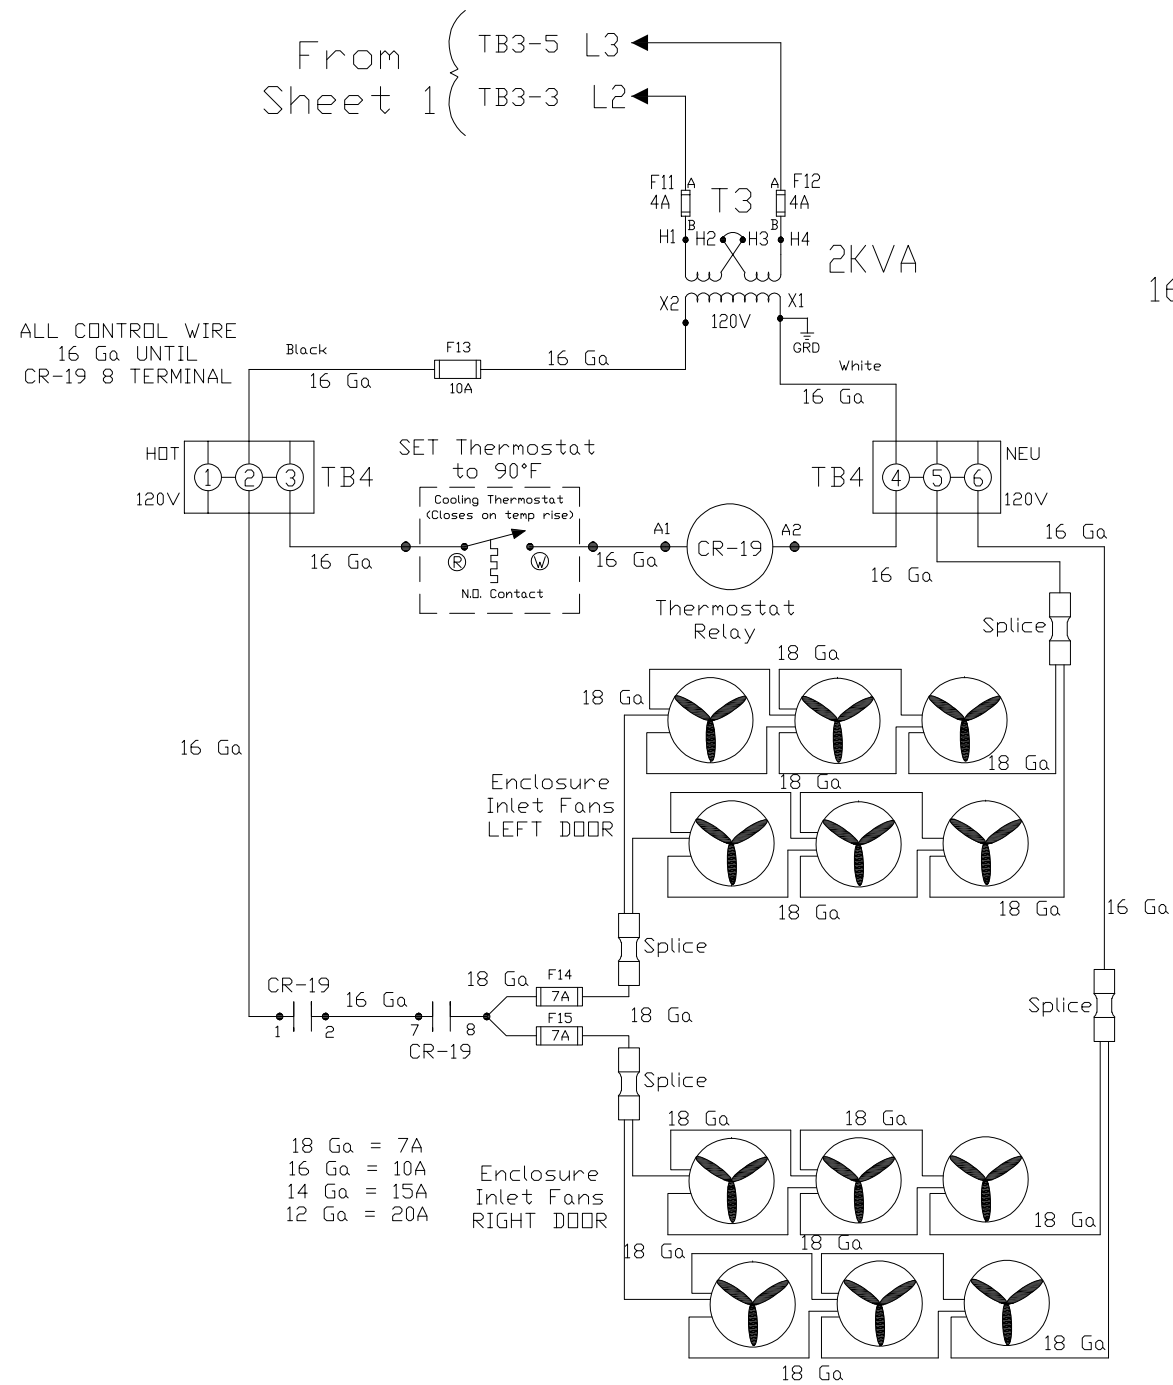 From
Sheet 1
TB3-5 L3
TB3-3 L2
F11
4A
A
B
T3
A
B
F12
4A
H1
H2
H3
H4
2KVA
X2
X1
120V
GRD
16
ALL CONTROL WIRE
16 Ga UNTIL
CR-19 8 TERMINAL
Black
16 Ga
F13
10A
16 Ga
White
16 Ga
HOT
120V
1
2
3
TB4
SET Thermostat
to 90°F
Cooling Thermostat
(Closes on temp rise)
R
W
N.O. Contact
16 Ga
16 Ga
A1
CR-19
A2
Thermostat
Relay
TB4
4
5
6
NEU
120V
16 Ga
16 Ga
Splice
18 Ga
18 Ga
18 Ga
16 Ga
Enclosure
Inlet Fans
LEFT DOOR
18 Ga
18 Ga
18 Ga
16 Ga
Splice
CR-19
1
2
16 Ga
7
8
CR-19
18 Ga
F14
7A
F15
7A
18 Ga
Splice
Splice
18 Ga = 7A
16 Ga = 10A
14 Ga = 15A
12 Ga = 20A
Enclosure
Inlet Fans
RIGHT DOOR
18 Ga
18 Ga
18 Ga
18 Ga
18 Ga
18 Ga
18 Ga